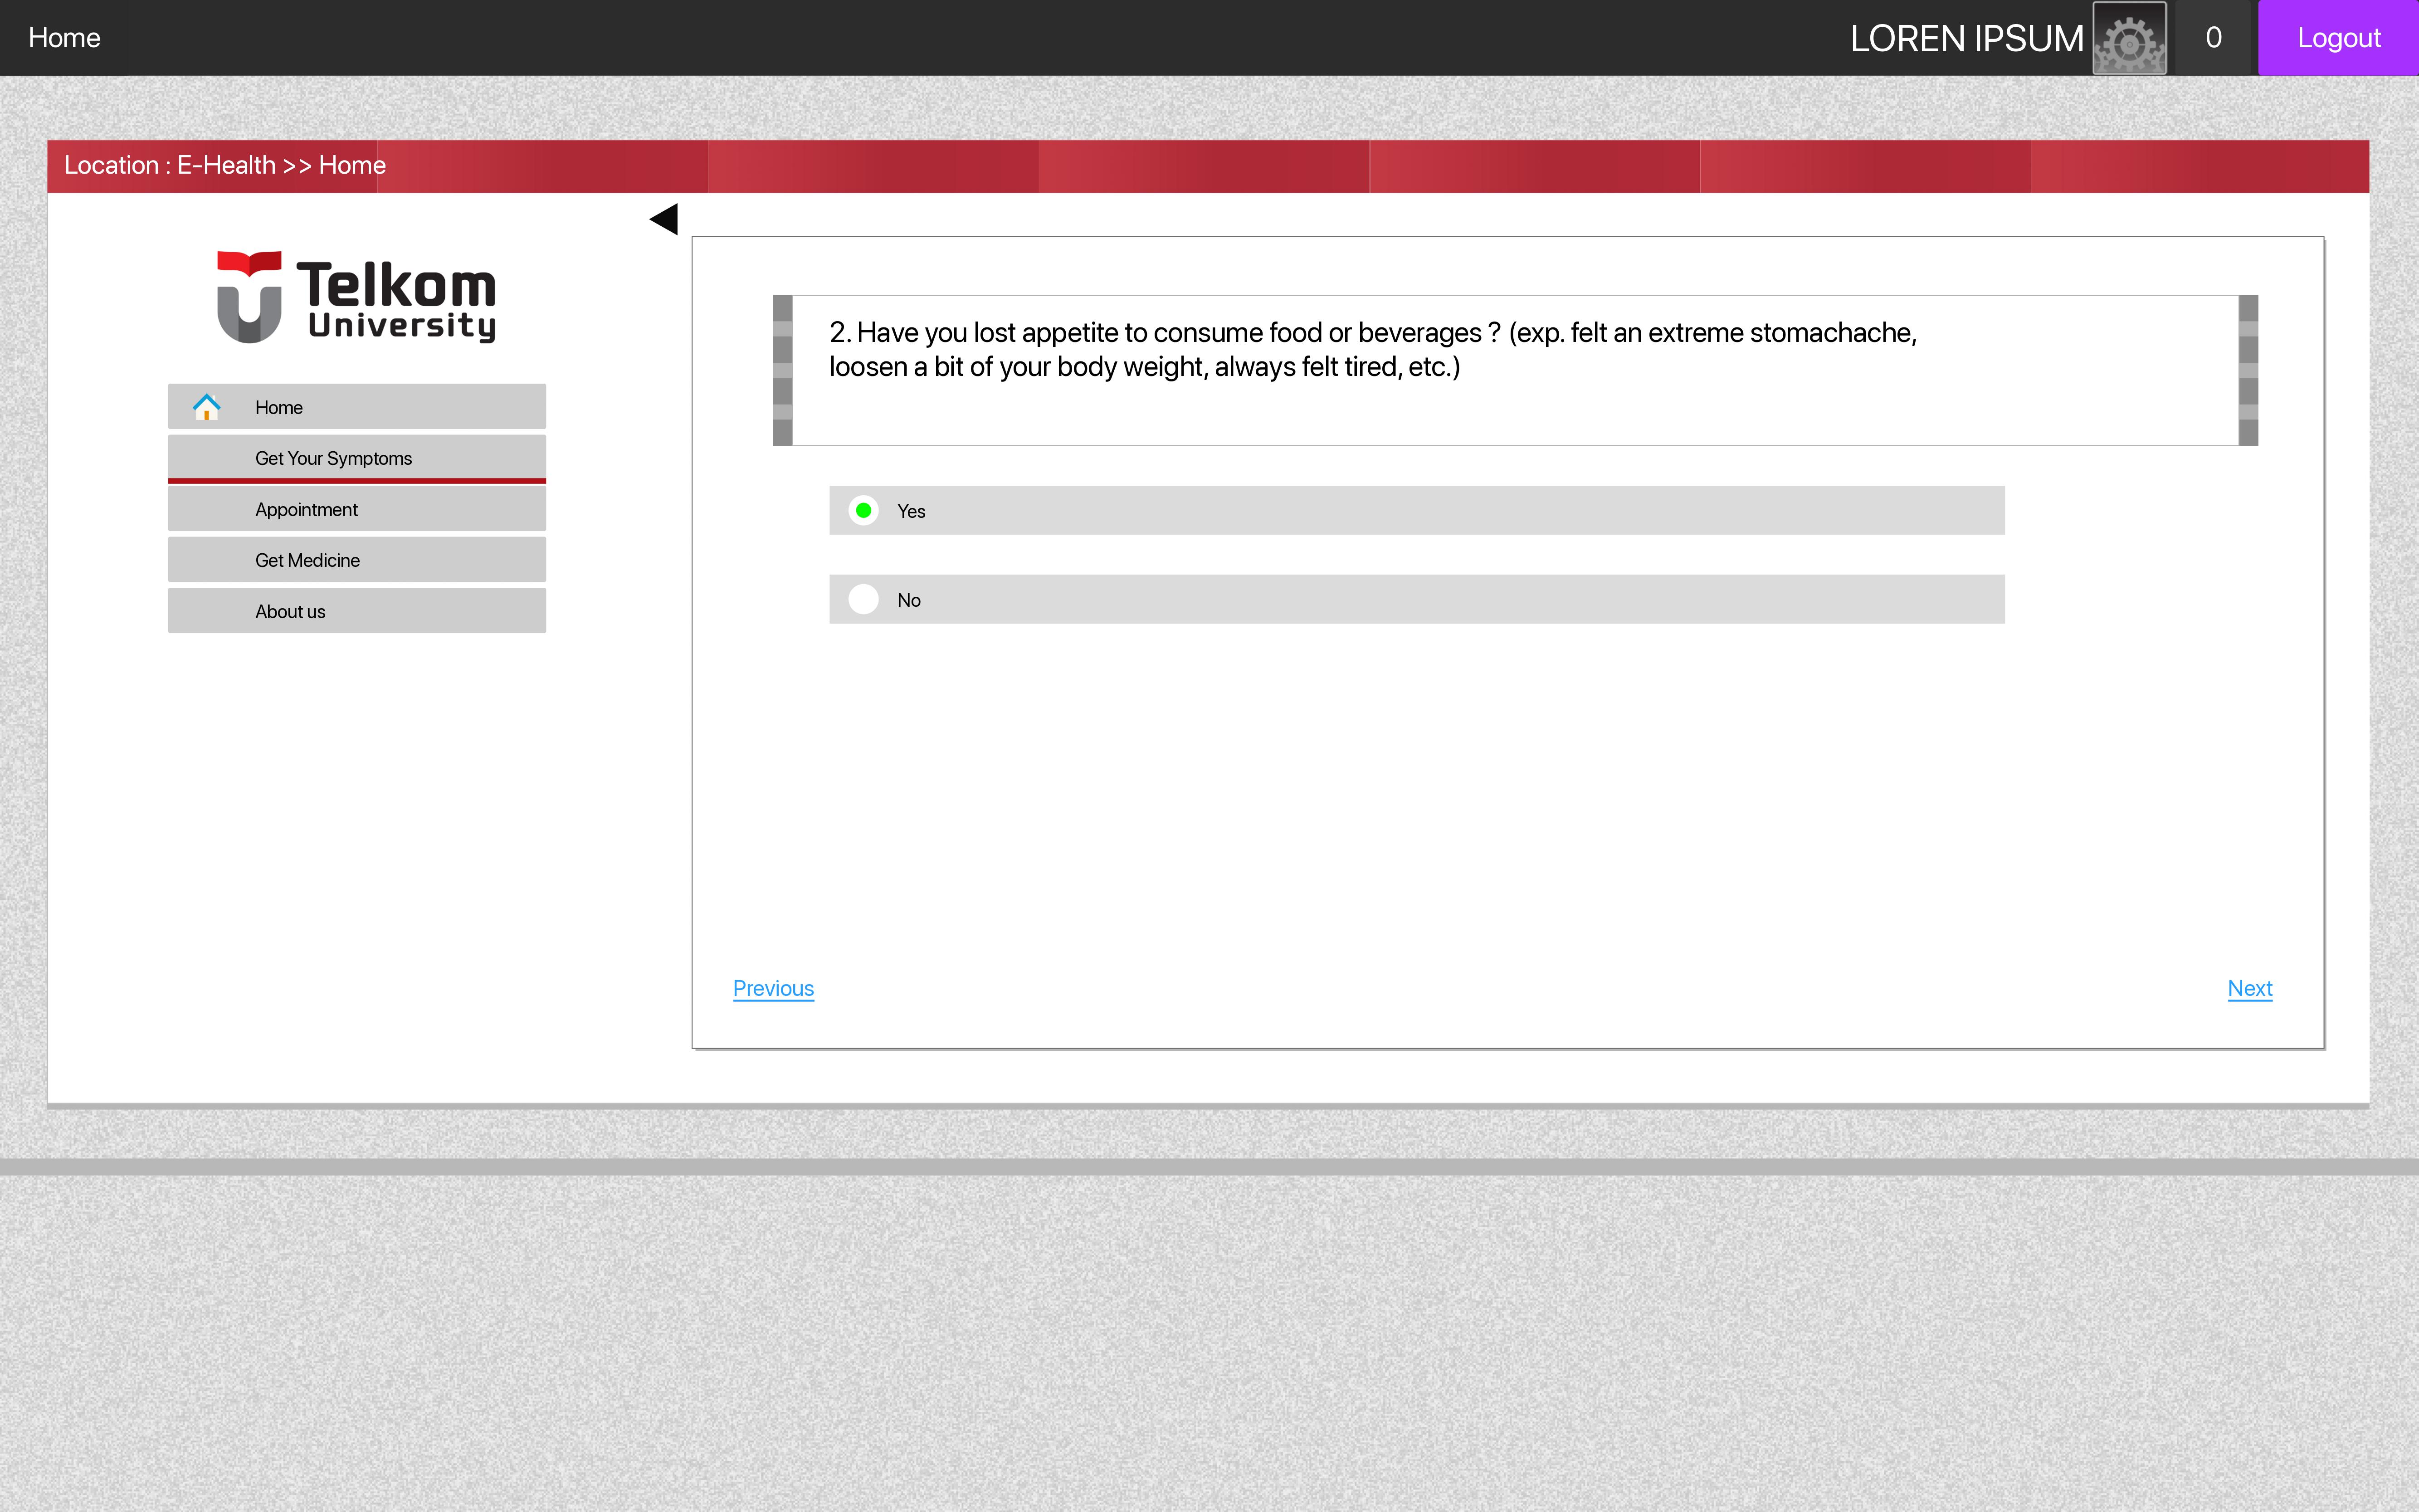 Home
LOREN IPSUM
0
Logout
Location : E-Health >> Home
Telkom
University
Home
Get Your Symptoms
Appointment
Get Medicine
About us
2. Have you lost appetite to consume food or beverages ? (exp. felt an extreme stomachache,
loosen a bit of your body weight, always felt tired, etc.)
Yes
No
Previous
Next